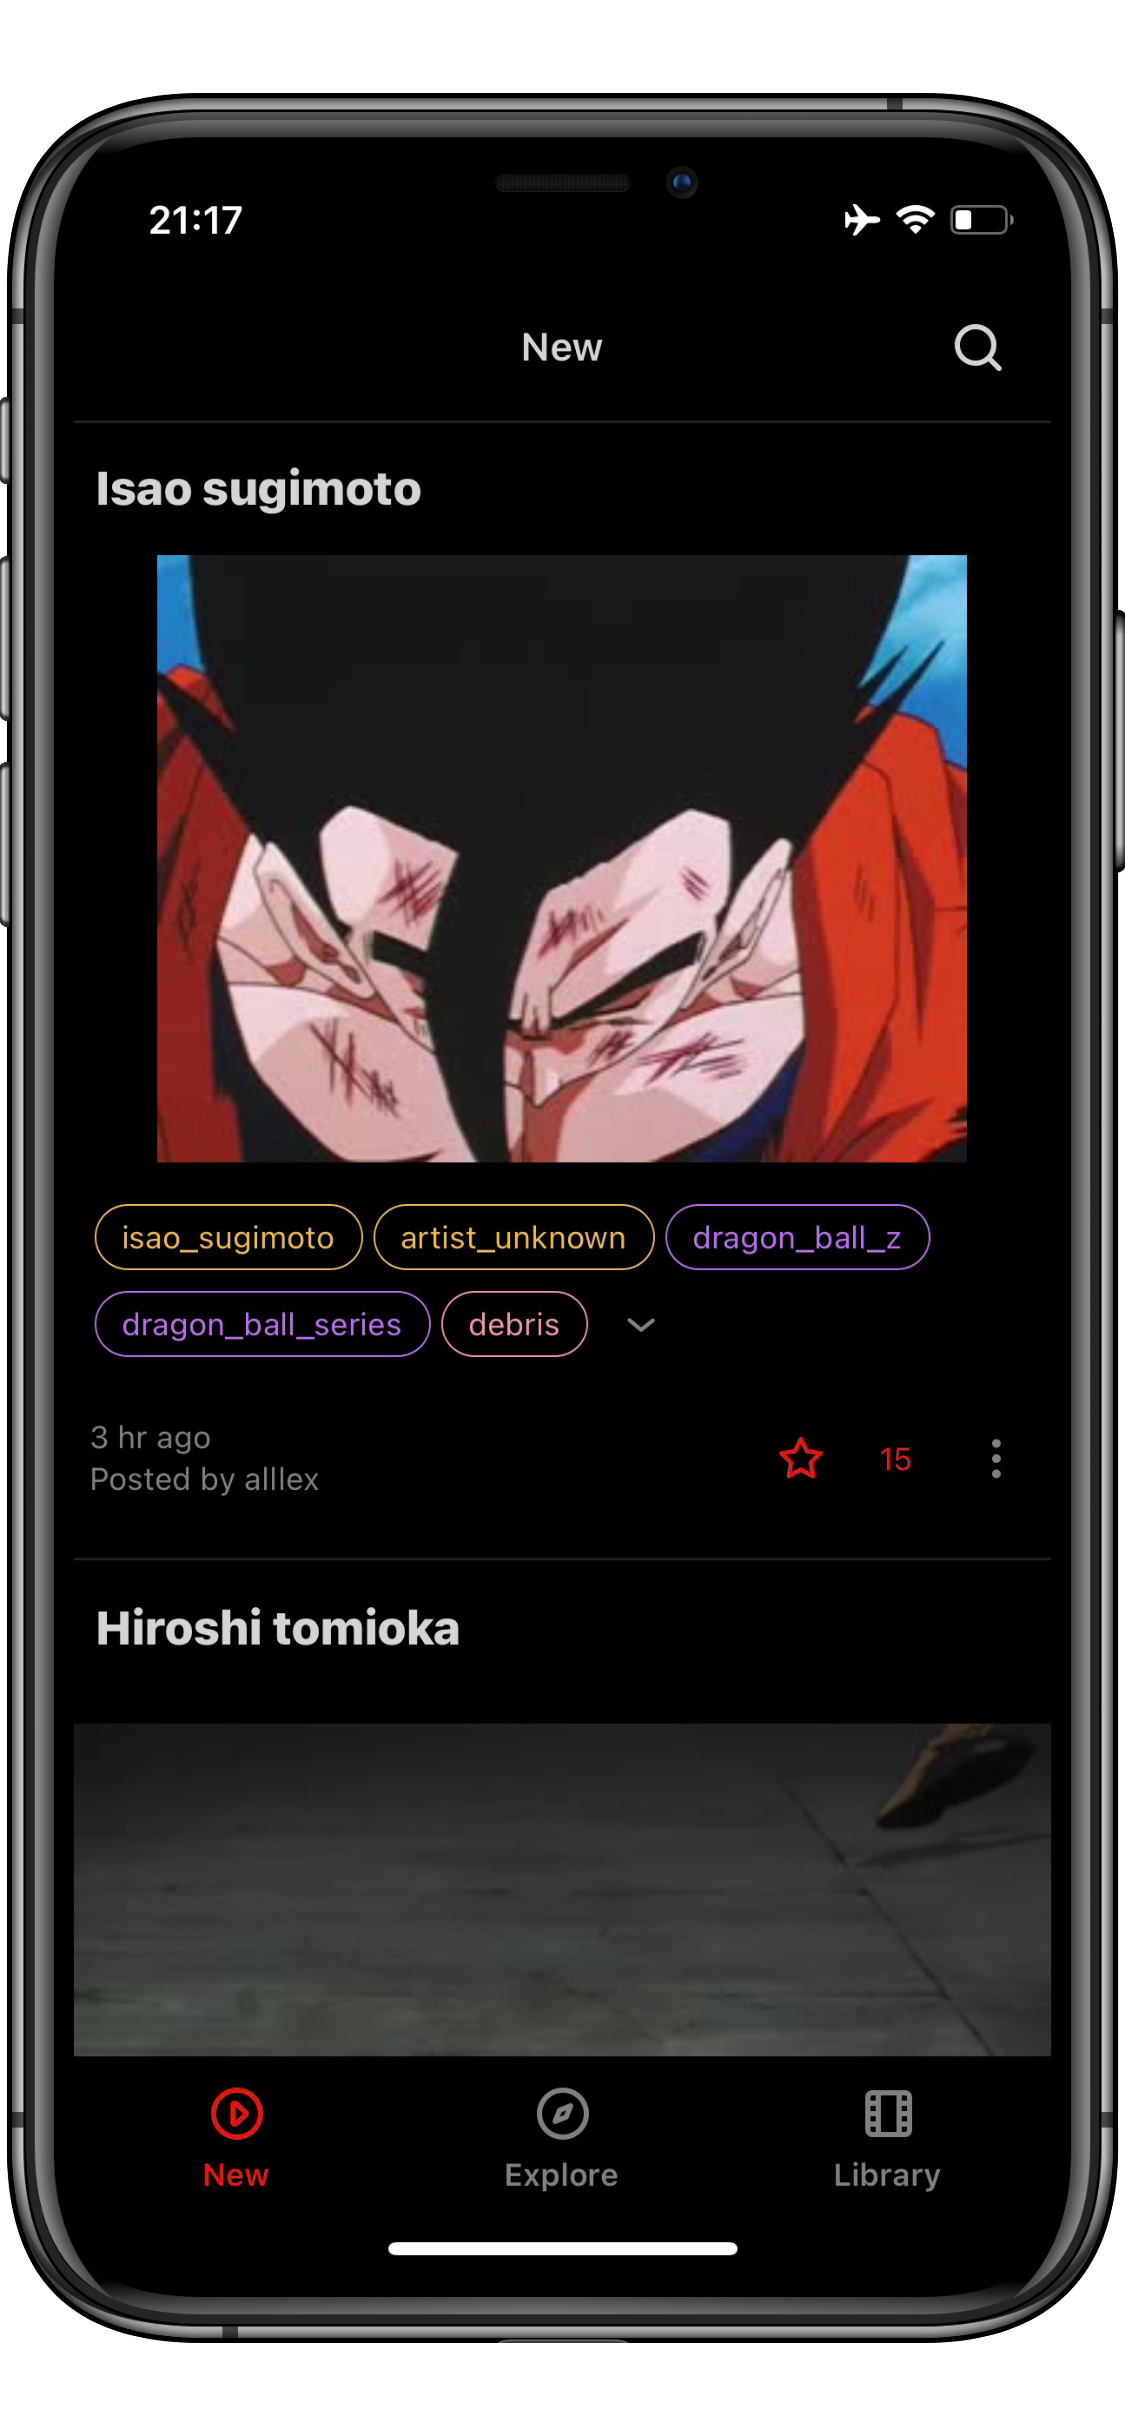 21:17
New
Isao sugimoto
isao_sugimoto artist_unknown dragon_ball_z
dragon_ball_series debris
3 hr ago
Posted by alllex
15
Hiroshi tomioka
New Explore Library